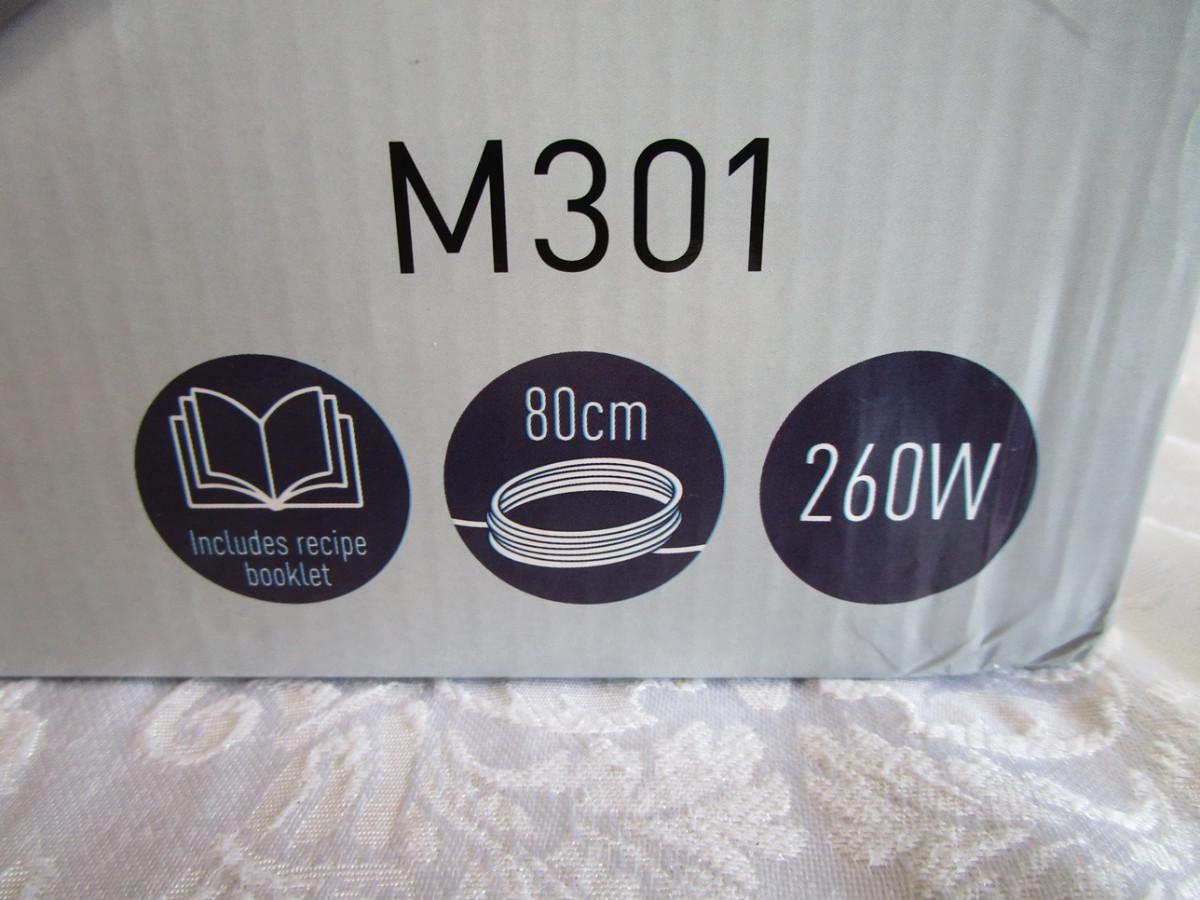 M301
Includes recipe
booklet
80cm
260W